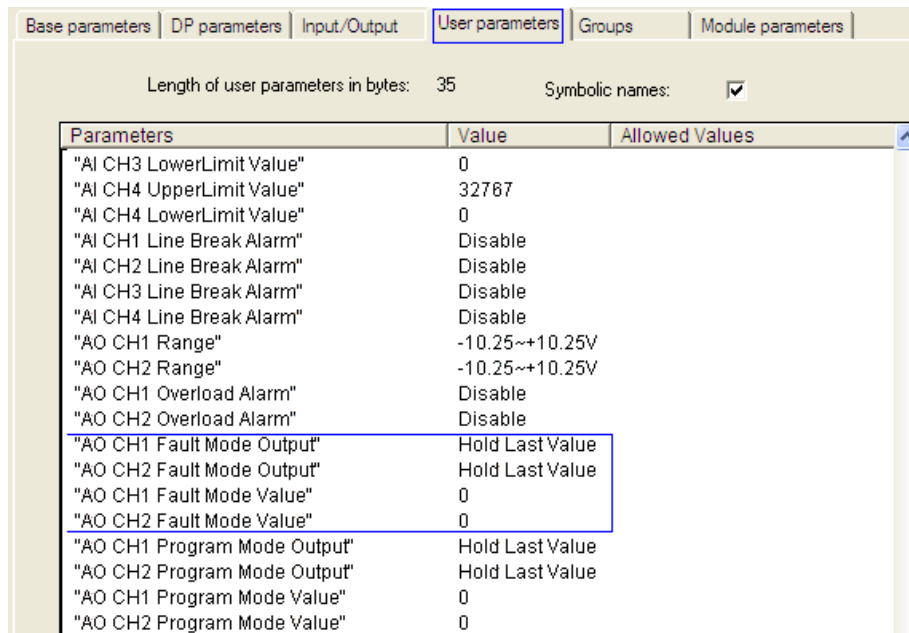 Base parameters DP parameters Input/Output User parameters Groups Module parameters
Length of user parameters in bytes: 35 Symbolic names:
Parameters Value Allowed Values
"AI CH3 LowerLimit Value" 0
"AI CH4 UpperLimit Value" 32767
"AI CH4 LowerLimit Value" 0
"AI CH1 Line Break Alarm" Disable
"AI CH2 Line Break Alarm" Disable
"AI CH3 Line Break Alarm" Disable
"AI CH4 Line Break Alarm" Disable
"AO CH1 Range" -10.25~+10.25V
"AO CH2 Range" -10.25~+10.25V
"AO CH1 Overload Alarm" Disable
"AO CH2 Overload Alarm" Disable
"AO CH1 Fault Mode Output" Hold Last Value
"AO CH2 Fault Mode Output" Hold Last Value
"AO CH1 Fault Mode Value" 0
"AO CH2 Fault Mode Value" 0
"AO CH1 Program Mode Output" Hold Last Value
"AO CH2 Program Mode Output" Hold Last Value
"AO CH1 Program Mode Value" 0
"AO CH2 Program Mode Value" 0